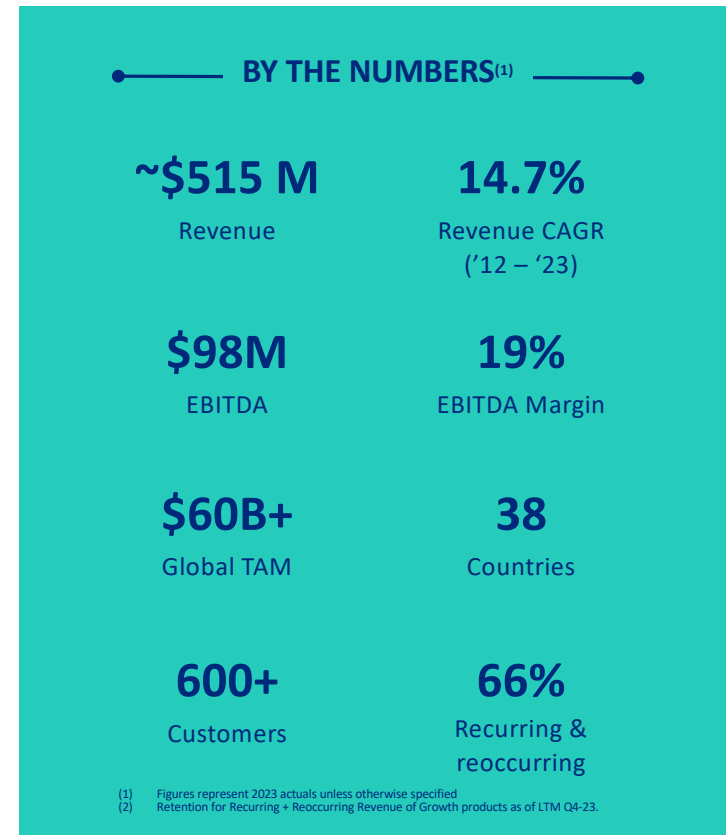 BY THE NUMBERS(1)
~$515 M
Revenue
14.7%
Revenue CAGR
(’12 – ‘23)
$98M
EBITDA
19%
EBITDA Margin
$60B+
Global TAM
38
Countries
600+
Customers
66%
Recurring &
reoccurring
(1) Figures represent 2023 actuals unless otherwise specified
(2) Retention for Recurring + Reoccurring Revenue of Growth products as of LTM Q4-23.